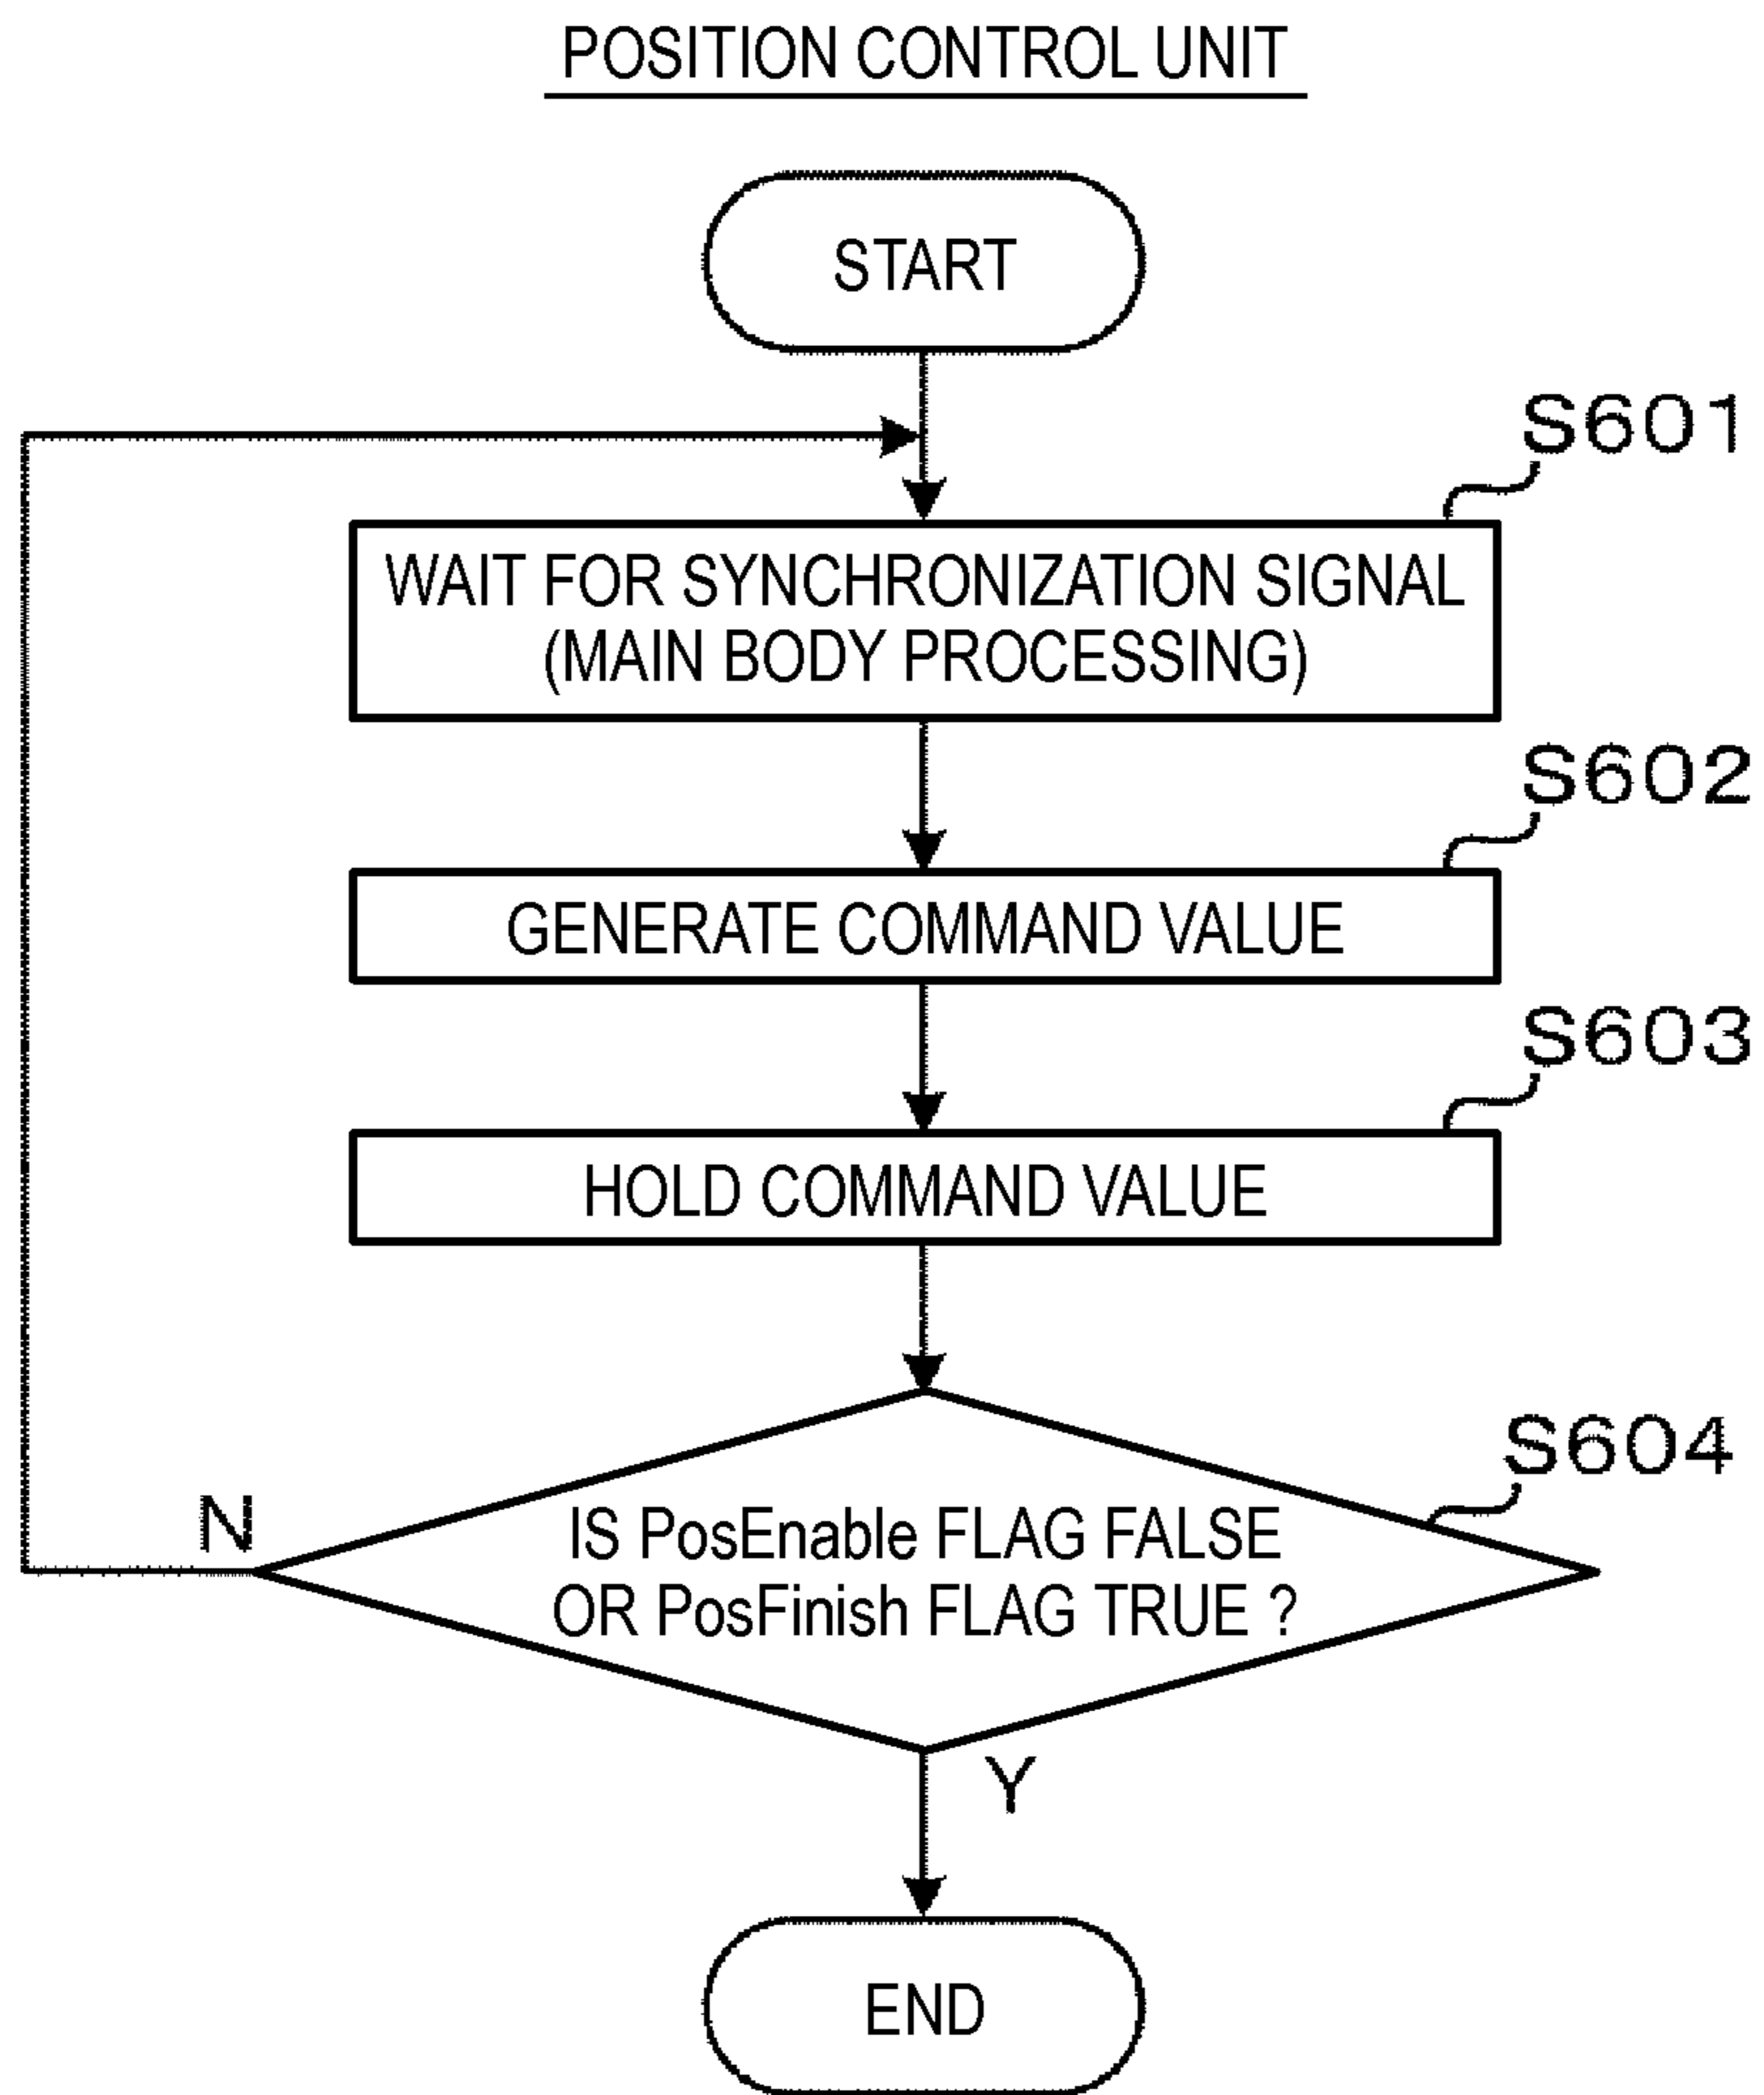 POSITION CONTROL UNIT
START
S601
WAIT FOR SYNCHRONIZATION SIGNAL
(MAIN BODY PROCESSING)
S602
GENERATE COMMAND VALUE
S603
HOLD COMMAND VALUE
S604
N
IS PosEnable FLAG FALSE
OR PosFinish FLAG TRUE ?
Y
END